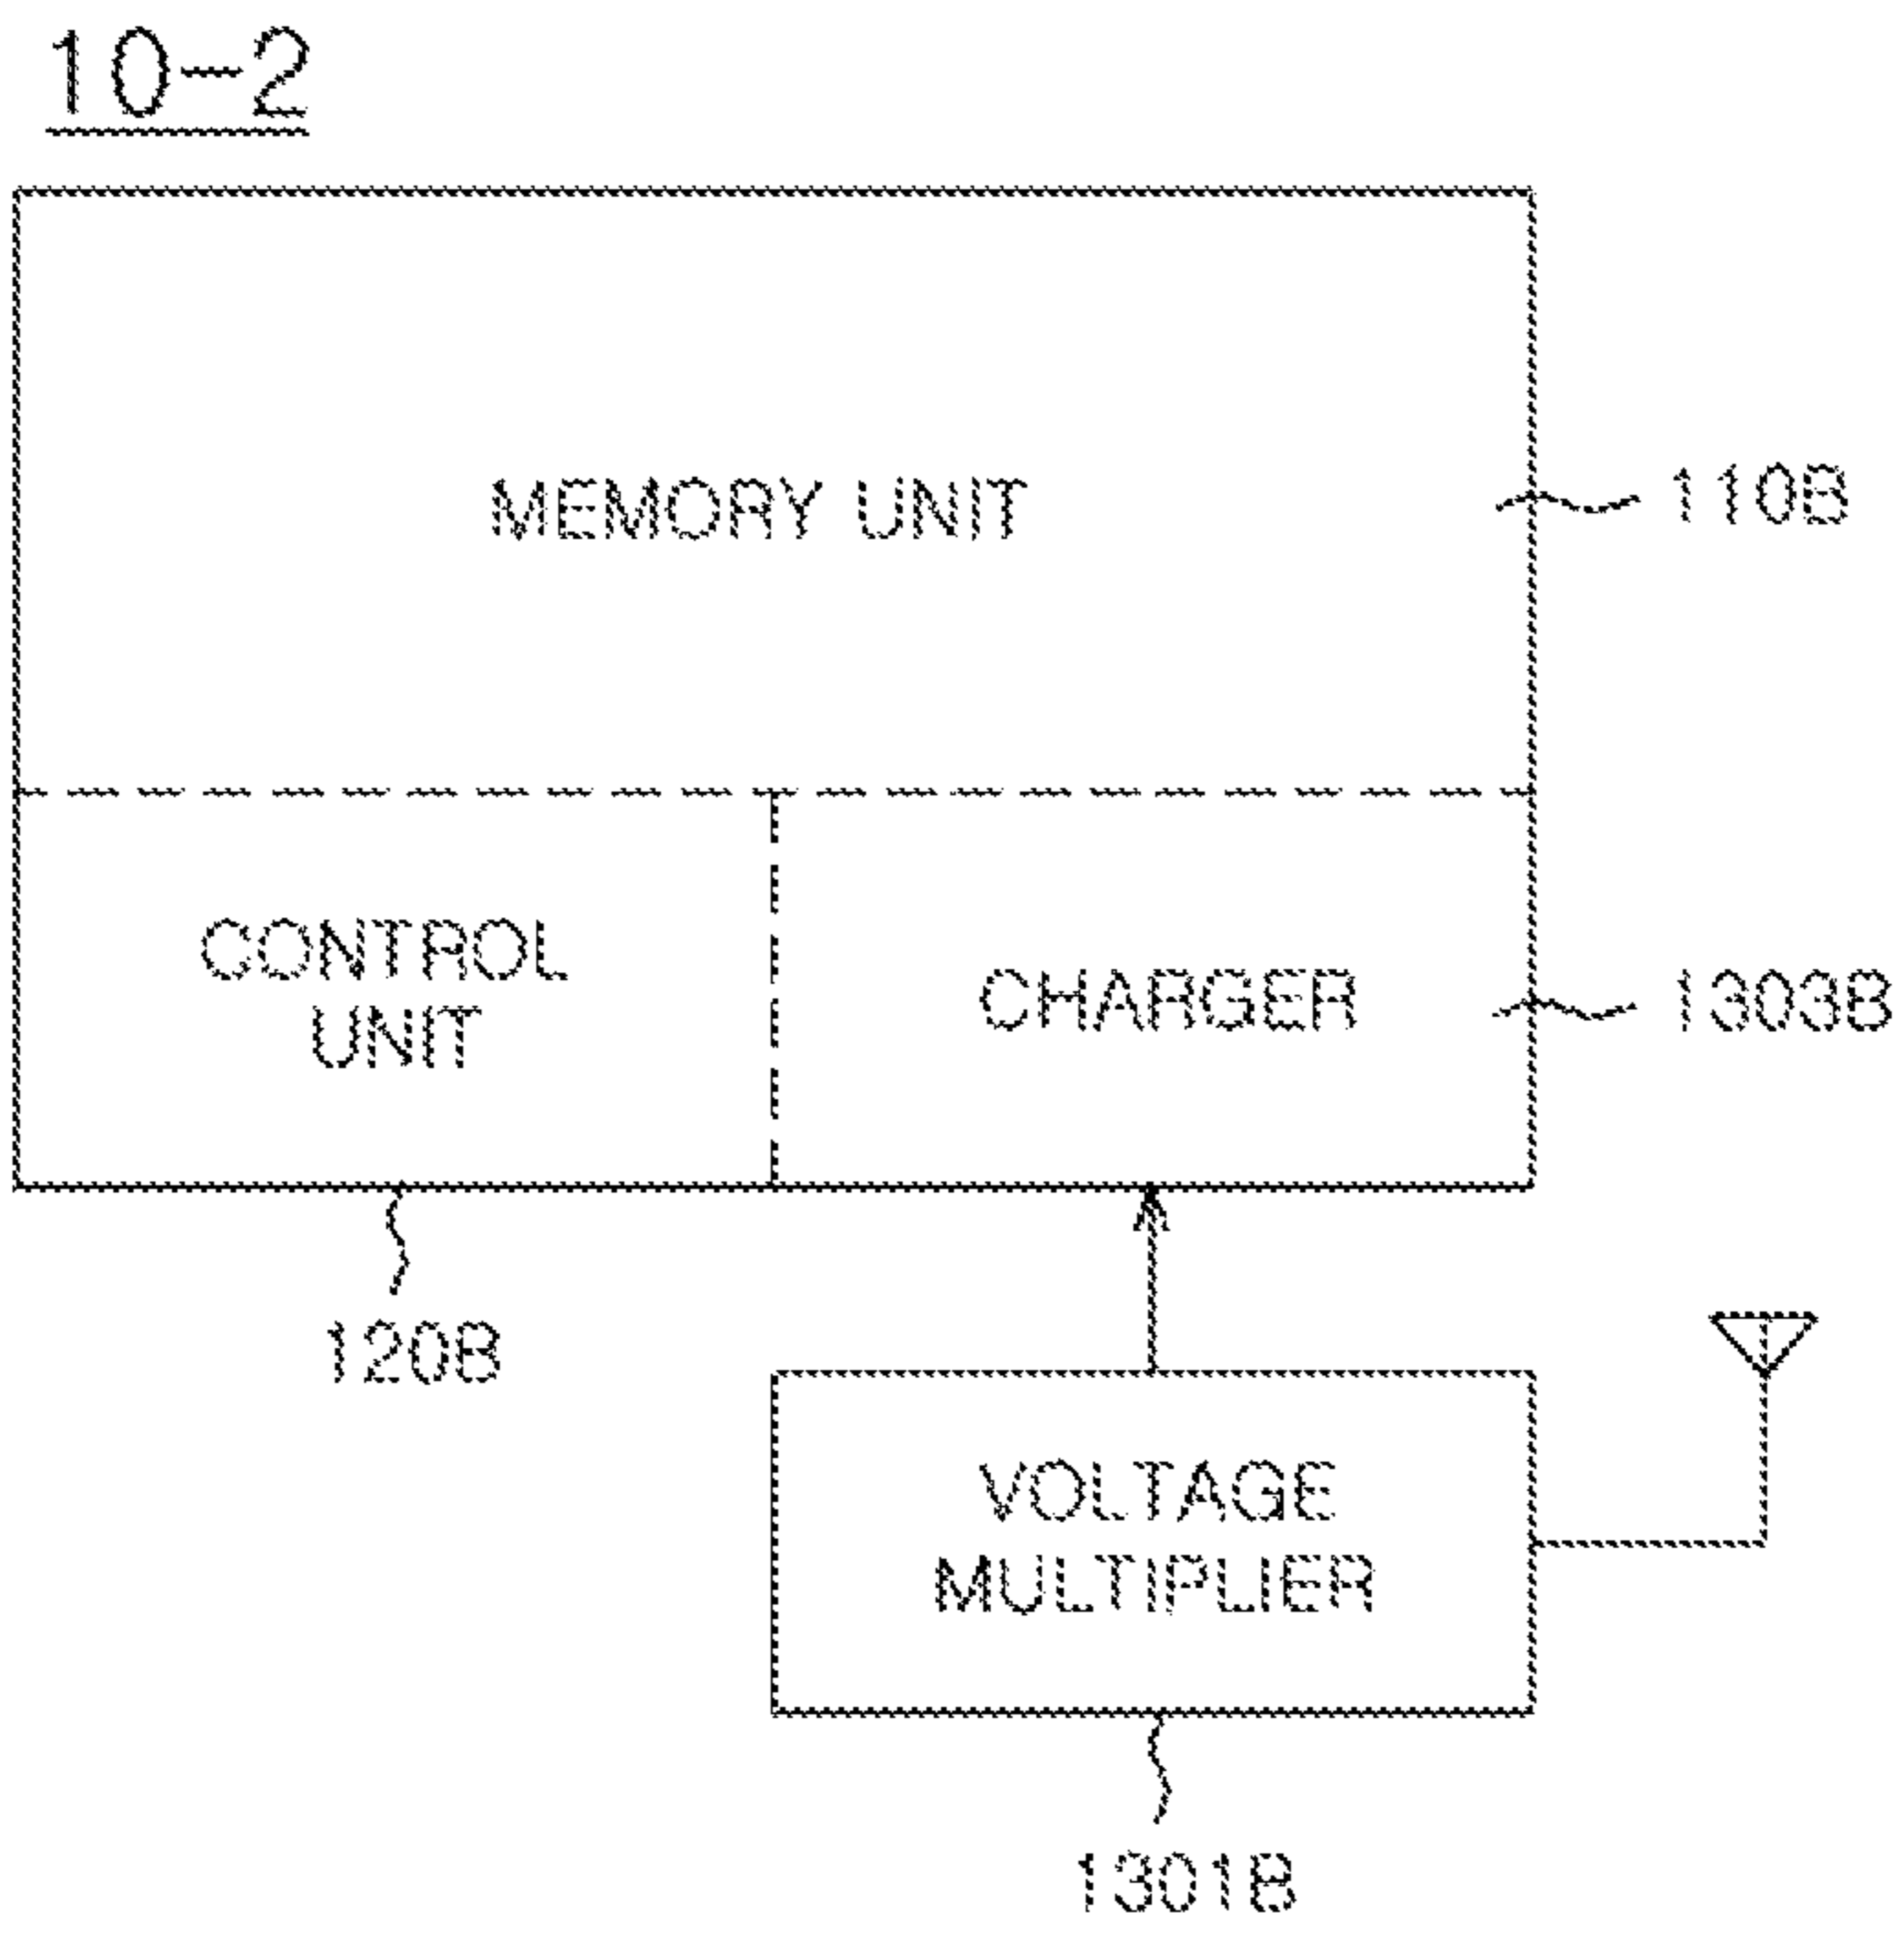 10-2
MEMORY UNIT
110B
CONTROL
UNIT
CHARGER
1303B
120B
VOLTAGE
MULTIPLIER
1301B